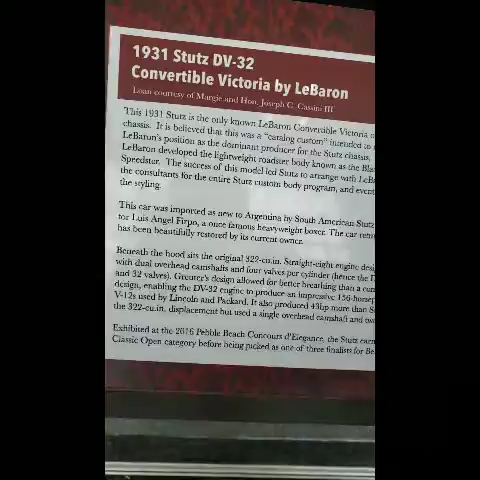 1931 Stutz DV-32
Convertible Victoria by LeBaron
Loan courtesy of Margie and Hon. Joseph C. Cassini III
This 1931 Stutz is the only known LeBaron Convertible Victoria
chassis. It is believed that this was a "catalog custom" intended to
LeBaron's position as the dominant producer for the Stutz chassis.
LeBaron developed the lightweight roadster body known as the
Speedster. The success of this model led Stutz to arrange with
the consultants for the entire Stutz custom body program, and
the styling.
This car was imported as new to Argentina by South American Stutz
for Luis Angel Firpo, a once famous heavyweight boxer. The car
has been beautifully restored by its current owner.
Beneath the hood sits the original 322-cu.in. Straight-eight engine
with dual overhead camshafts and four valves per cylinder (hence the
and 32 valves). Greuter's design allowed for better breathing than a
design, enabling the DV-32 engine to produce an impressive 156-
V-12s used by Lincoln and Packard. It also produced 43hp more than
the 322-cu.in. displacement but used a single overhead camshaft and
Exhibited at the 2016 Pebble Beach Concours d'Elegance, the Stutz
Classic Open category before being picked as one of three finalists for